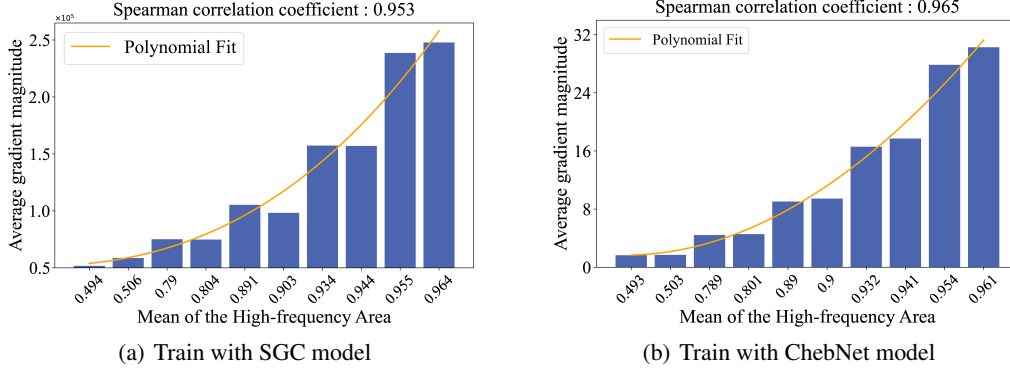 Spearman correlation coefficient : 0.953
×10⁵
2.5
2.0
1.5
1.0
0.5
Average gradient magnitude
Polynomial Fit
0.494 0.506 0.79 0.804 0.891 0.903 0.934 0.944 0.955 0.964
Mean of the High-frequency Area
(a) Train with SGC model
Spearman correlation coefficient : 0.965
32
24
16
8
0
Average gradient magnitude
Polynomial Fit
0.493 0.503 0.789 0.801 0.89 0.9 0.932 0.941 0.954 0.961
Mean of the High-frequency Area
(b) Train with ChebNet model